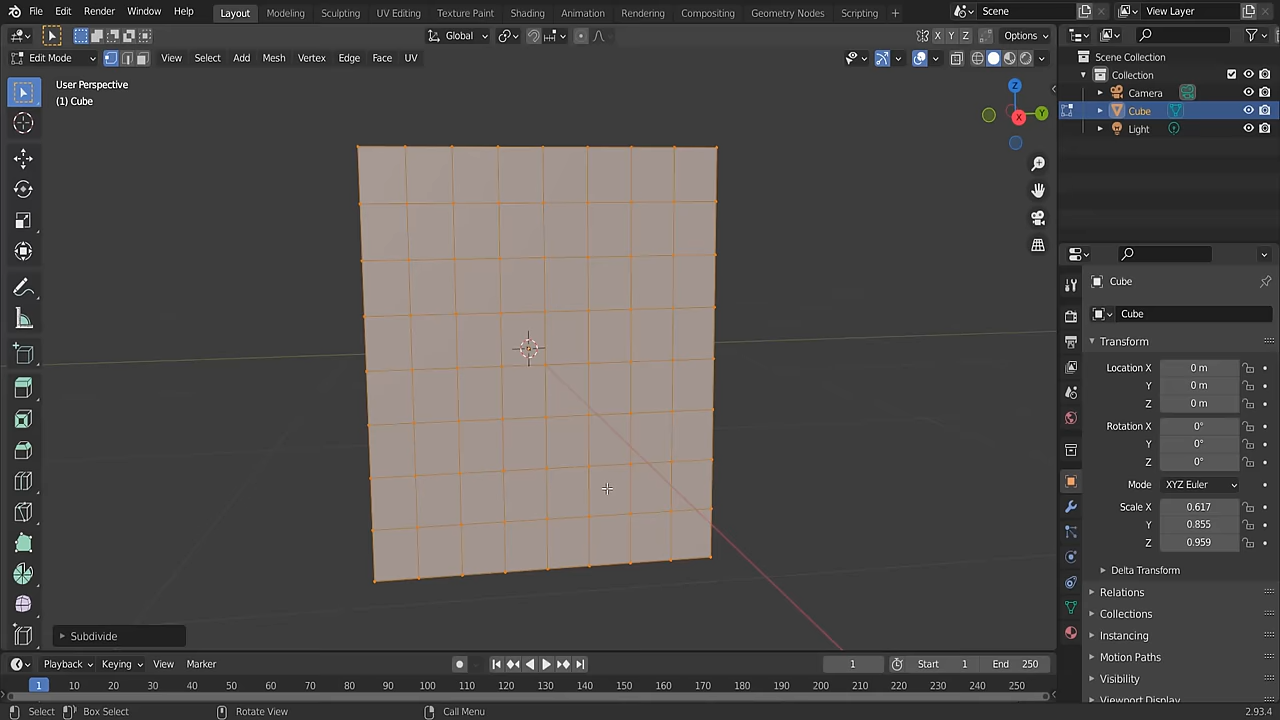 File Edit Render Window Help Layout Modeling Sculpting UV Editing Texture Paint Shading Animation Rendering Compositing Geometry Nodes Scripting + Scene View Layer
Global X Y Z Options
Edit Mode View Select Add Mesh Vertex Edge Face UV
User Perspective
(1) Cube
Z
Y
X
Scene Collection
Collection
Camera
Cube
Light
Cube
Cube
Transform
Location X 0 m
Y 0 m
Z 0 m
Rotation X 0°
Y 0°
Z 0°
Mode XYZ Euler
Scale X 0.617
Y 0.855
Z 0.959
Delta Transform
Relations
Collections
Instancing
Motion Paths
Visibility
Viewport Display
Subdivide
Playback Keying View Marker 1 Start 1 End 250
1 10 20 30 40 50 60 70 80 90 100 110 120 130 140 150 160 170 180 190 200 210 220 230 240 250
Select Box Select Rotate View Call Menu 2.93.4